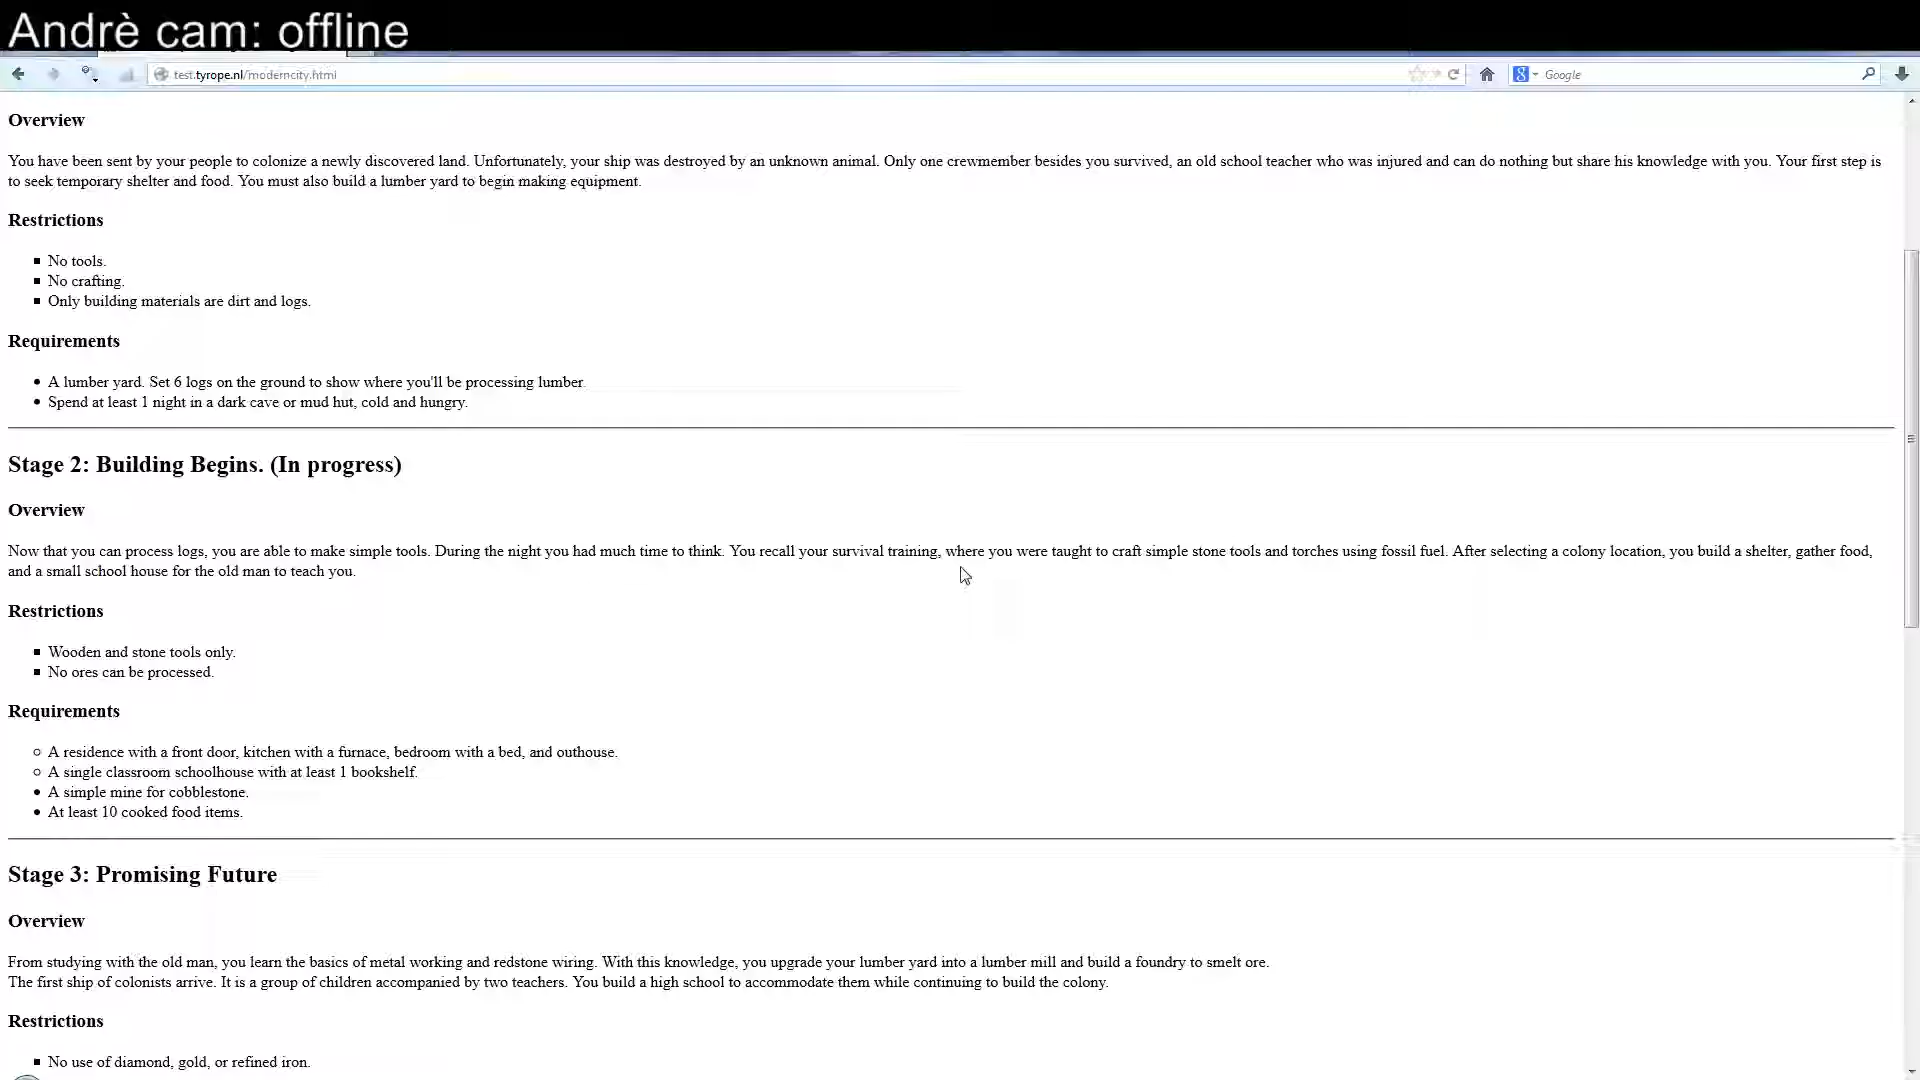 Andrè cam: offline
test.tyrope.nl/moderncity.html
Google
Overview
You have been sent by your people to colonize a newly discovered land. Unfortunately, your ship was destroyed by an unknown animal. Only one crewmember besides you survived, an old school teacher who was injured and can do nothing but share his knowledge with you. Your first step is
to seek temporary shelter and food. You must also build a lumber yard to begin making equipment.
Restrictions
No tools.
No crafting.
Only building materials are dirt and logs.
Requirements
A lumber yard. Set 6 logs on the ground to show where you'll be processing lumber.
Spend at least 1 night in a dark cave or mud hut, cold and hungry.
Stage 2: Building Begins. (In progress)
Overview
Now that you can process logs, you are able to make simple tools. During the night you had much time to think. You recall your survival training, where you were taught to craft simple stone tools and torches using fossil fuel. After selecting a colony location, you build a shelter, gather food,
and a small school house for the old man to teach you.
Restrictions
Wooden and stone tools only.
No ores can be processed.
Requirements
A residence with a front door, kitchen with a furnace, bedroom with a bed, and outhouse.
A single classroom schoolhouse with at least 1 bookshelf.
A simple mine for cobblestone.
At least 10 cooked food items.
Stage 3: Promising Future
Overview
From studying with the old man, you learn the basics of metal working and redstone wiring. With this knowledge, you upgrade your lumber yard into a lumber mill and build a foundry to smelt ore.
The first ship of colonists arrive. It is a group of children accompanied by two teachers. You build a high school to accommodate them while continuing to build the colony.
Restrictions
No use of diamond, gold, or refined iron.